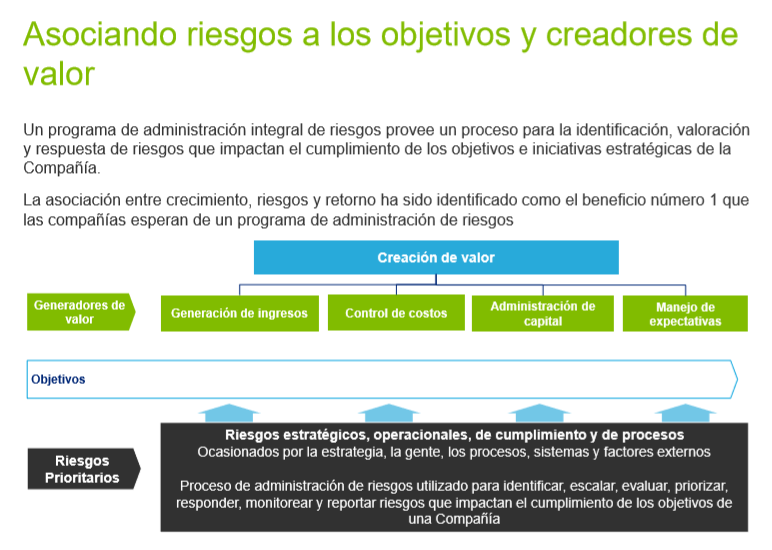 Asociando riesgos a los objetivos y creadores de
valor
Un programa de administración integral de riesgos provee un proceso para la identificación, valoración
y respuesta de riesgos que impactan el cumplimiento de los objetivos e iniciativas estratégicas de la
Compañía.
La asociación entre crecimiento, riesgos y retorno ha sido identificado como el beneficio número 1 que
las compañías esperan de un programa de administración de riesgos
Creación de valor
Generadores de
valor
Generación de ingresos
Control de costos
Administración de
capital
Manejo de
expectativas
Objetivos
Riesgos
Prioritarios
Riesgos estratégicos, operacionales, de cumplimiento y de procesos
Ocasionados por la estrategia, la gente, los procesos, sistemas y factores externos
Proceso de administración de riesgos utilizado para identificar, escalar, evaluar, priorizar,
responder, monitorear y reportar riesgos que impactan el cumplimiento de los objetivos de
una Compañía